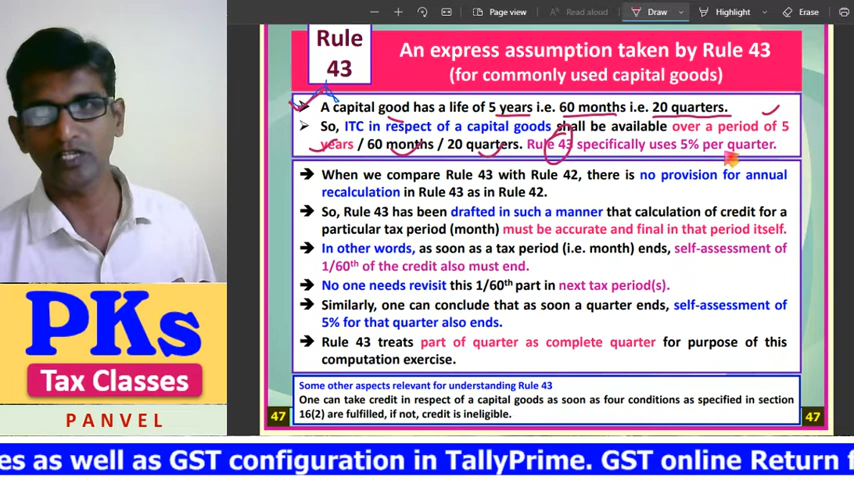 Page view
Read aloud
Draw
Highlight
Erase
Rule
43
An express assumption taken by Rule 43
(for commonly used capital goods)
➤ A capital good has a life of 5 years i.e. 60 months i.e. 20 quarters.
➤ So, ITC in respect of a capital goods shall be available over a period of 5
years / 60 months / 20 quarters. Rule 43 specifically uses 5% per quarter.
➔ When we compare Rule 43 with Rule 42, there is no provision for annual
recalculation in Rule 43 as in Rule 42.
➔ So, Rule 43 has been drafted in such a manner that calculation of credit for a
particular tax period (month) must be accurate and final in that period itself.
➔ In other words, as soon as a tax period (i.e. month) ends, self-assessment of
1/60th of the credit also must end.
➔ No one needs revisit this 1/60th part in next tax period(s).
➔ Similarly, one can conclude that as soon a quarter ends, self-assessment of
5% for that quarter also ends.
➔ Rule 43 treats part of quarter as complete quarter for purpose of this
computation exercise.
Some other aspects relevant for understanding Rule 43
One can take credit in respect of a capital goods as soon as four conditions as specified in section
16(2) are fulfilled, if not, credit is ineligible.
47
47
PKs
Tax Classes
PANVEL
es as well as GST configuration in TallyPrime. GST online Return f